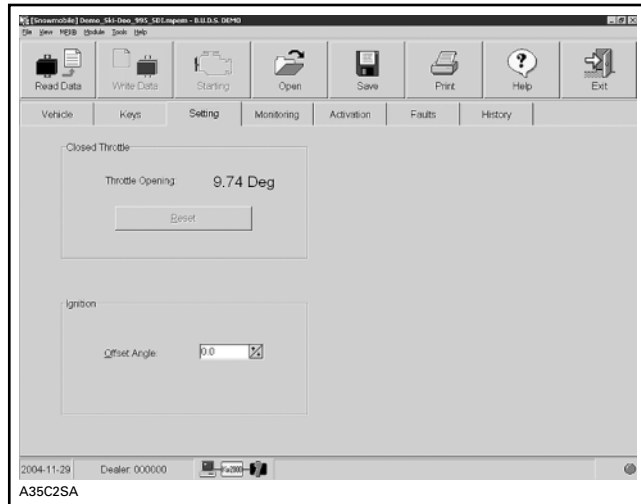 [Snowmobile] Demo_Ski-Doo_995_SDI.mpem - B.U.D.S. DEMO
File View MPEM Module Tools Help
Read Data Write Data Starting Open Save Print Help Exit
Vehicle Keys Setting Monitoring Activation Faults History
Closed Throttle
Throttle Opening: 9.74 Deg
Reset
Ignition
Offset Angle: 0.0
2004-11-29 Dealer: 000000
A35C2SA